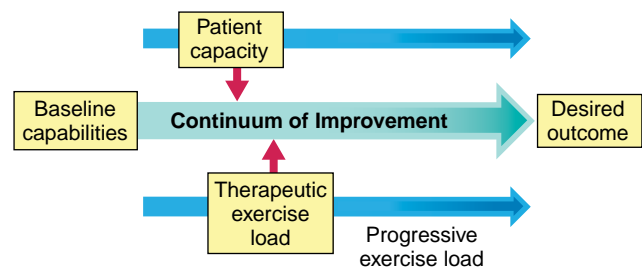 Patient
capacity
Baseline
capabilities
Continuum of Improvement
Desired
outcome
Therapeutic
exercise
load
Progressive
exercise load